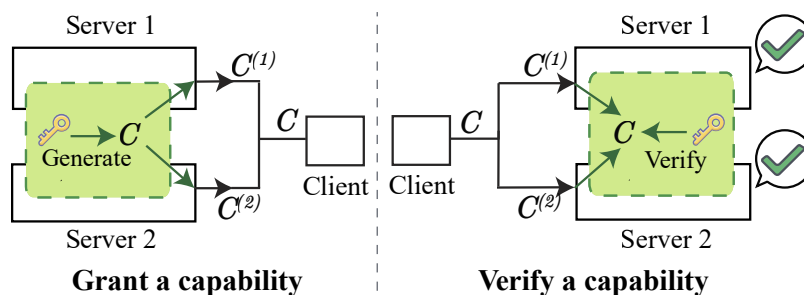 Server 1
C(1)
C
Generate
C
Client
C(2)
Server 2
Grant a capability
Server 1
C(1)
C
C
Verify
Client
C(2)
Server 2
Verify a capability